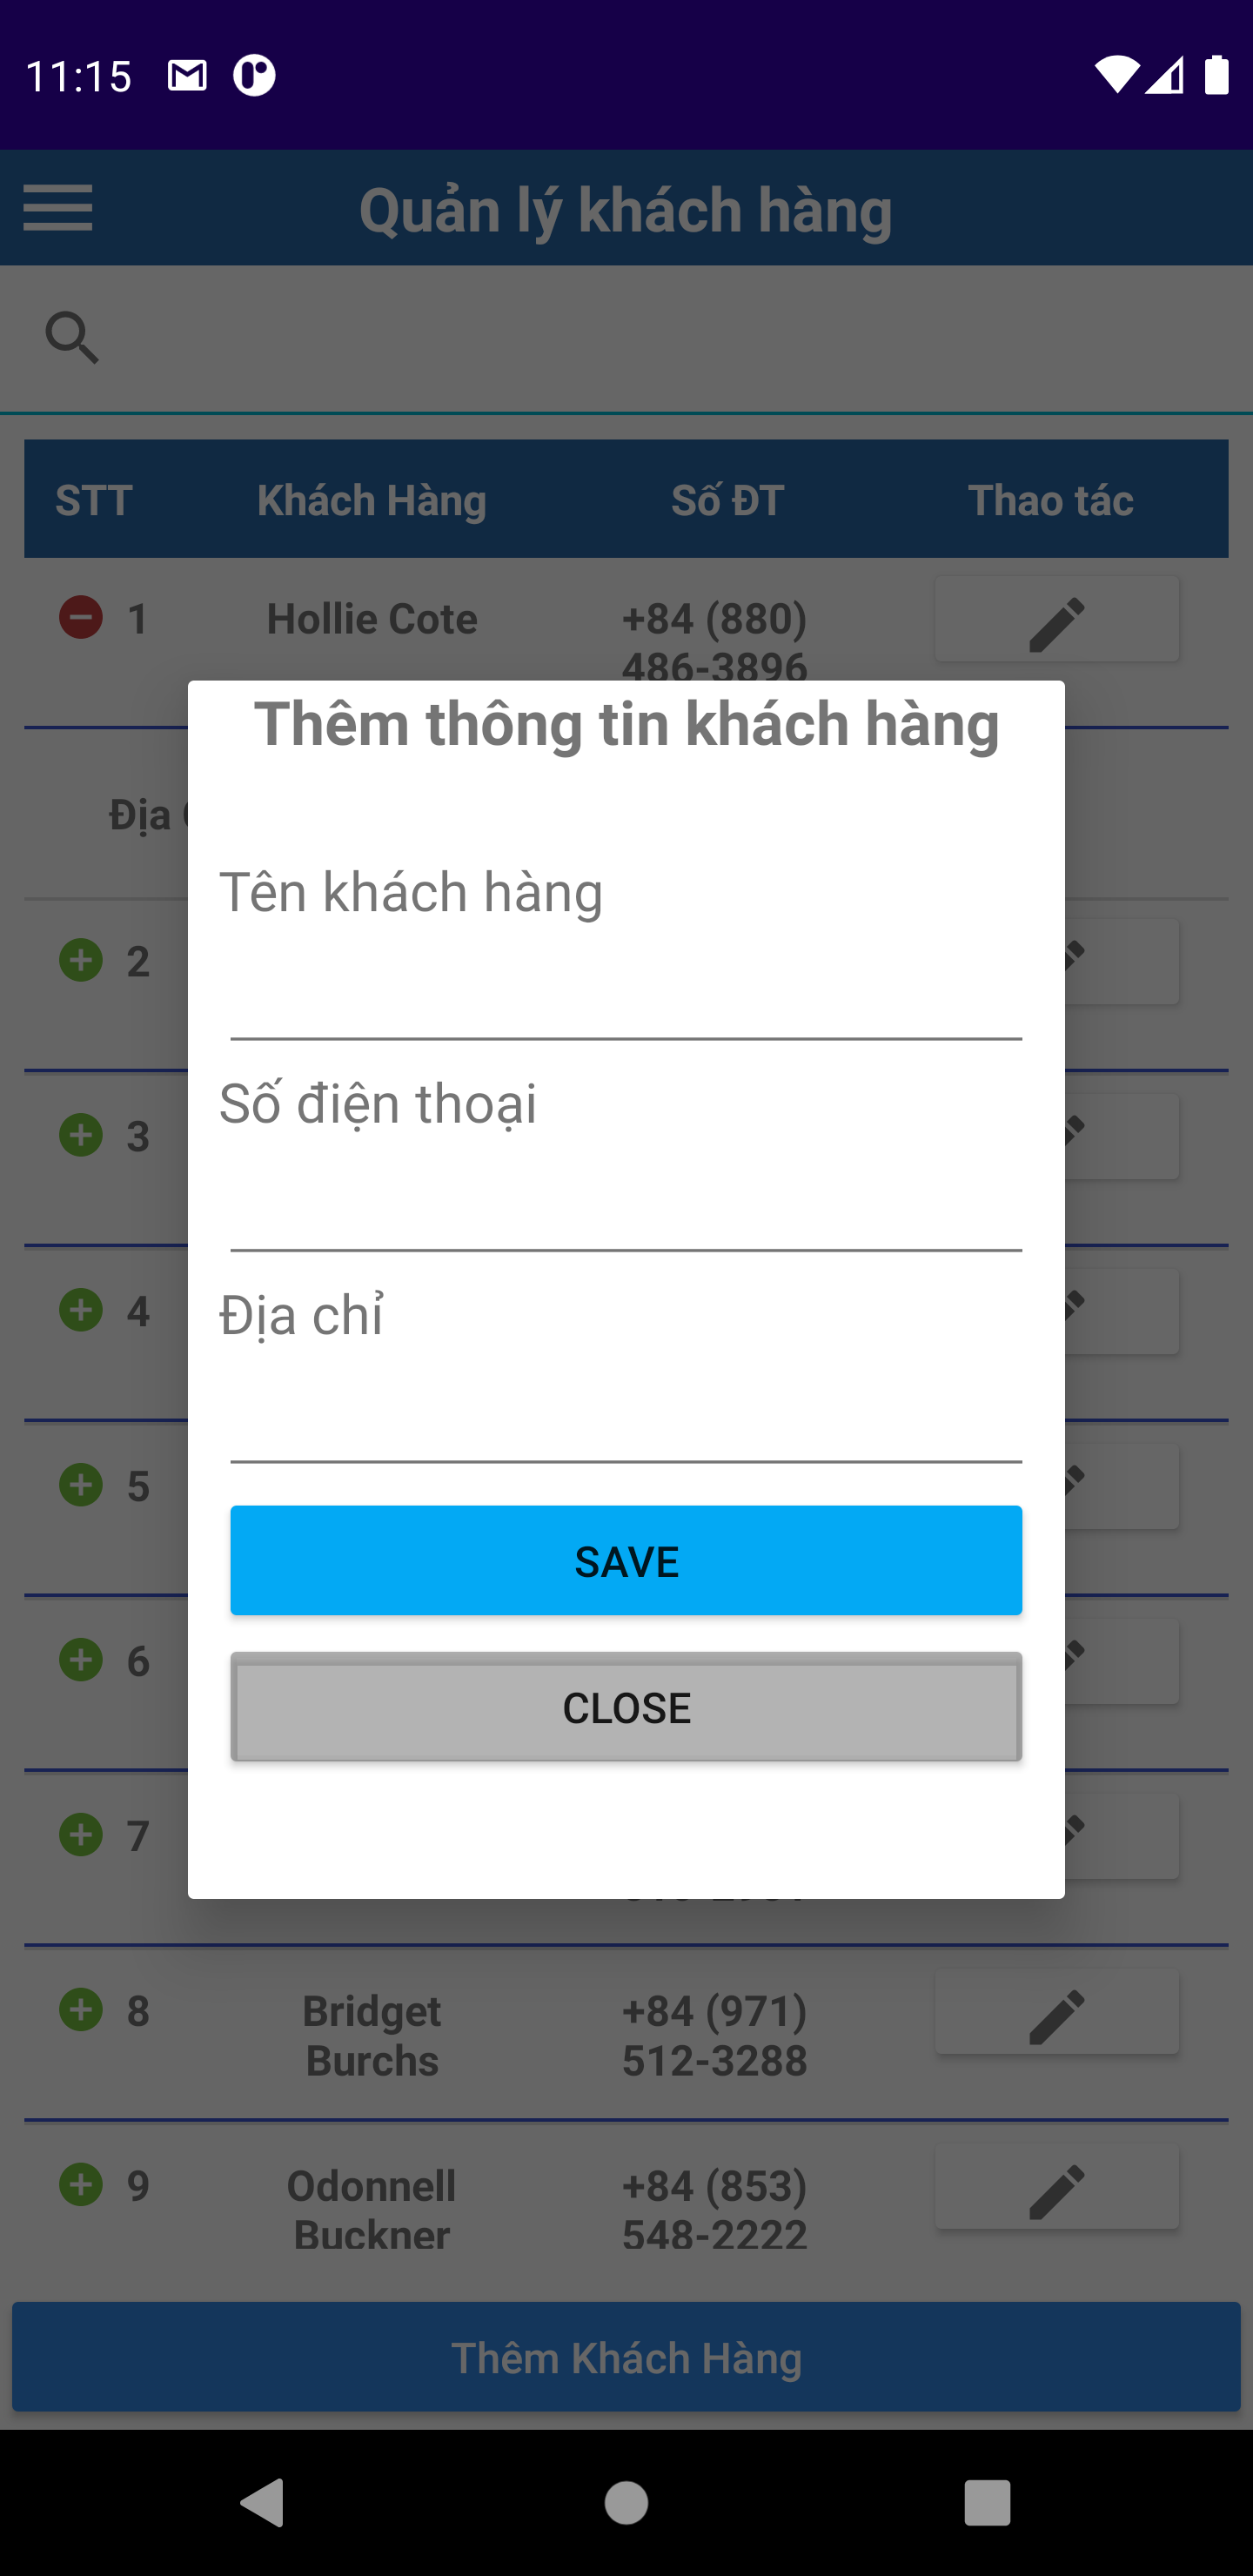 11:15
Quản lý khách hàng
STT Khách Hàng Số ĐT Thao tác
1 Hollie Cote +84 (880)
486-3896
Thêm thông tin khách hàng
Địa
Tên khách hàng
2
Số điện thoại
3
Địa chỉ
4
5
SAVE
6
CLOSE
7
8 Bridget +84 (971)
Burchs 512-3288
9 Odonnell +84 (853)
Buckner 548-2222
Thêm Khách Hàng